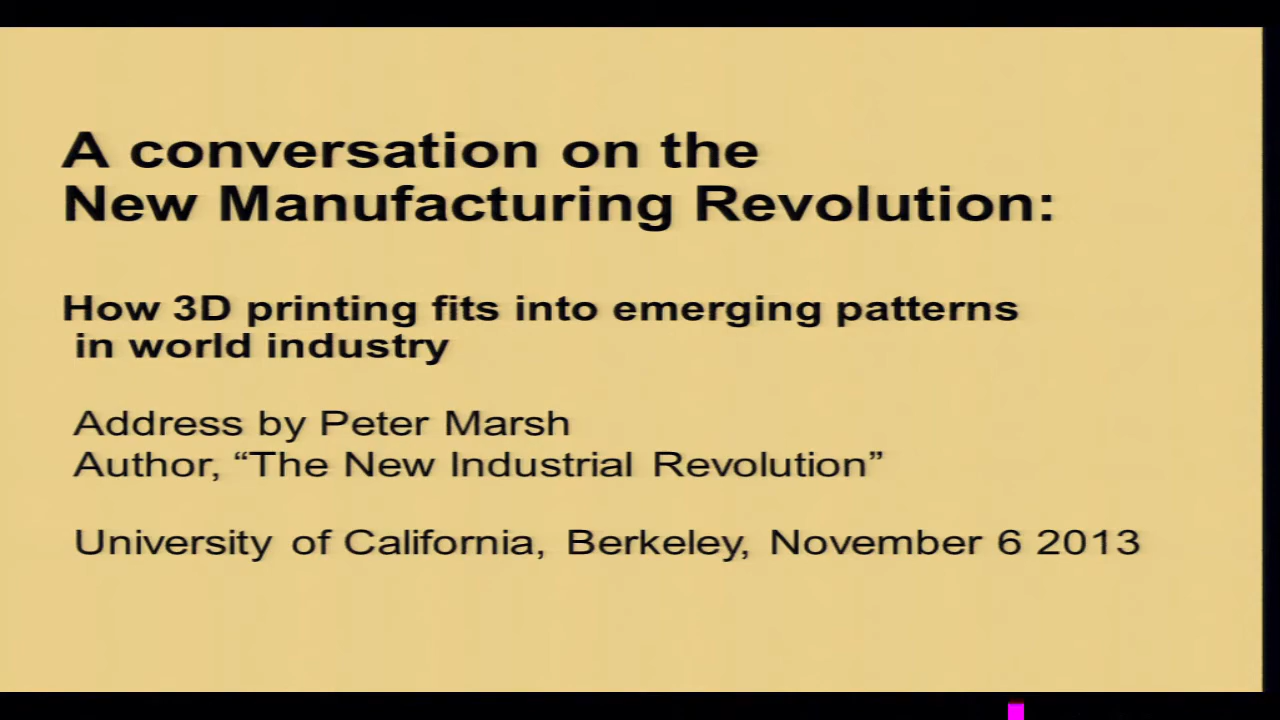 A conversation on the
New Manufacturing Revolution:
How 3D printing fits into emerging patterns
in world industry
Address by Peter Marsh
Author, “The New Industrial Revolution”
University of California, Berkeley, November 6 2013